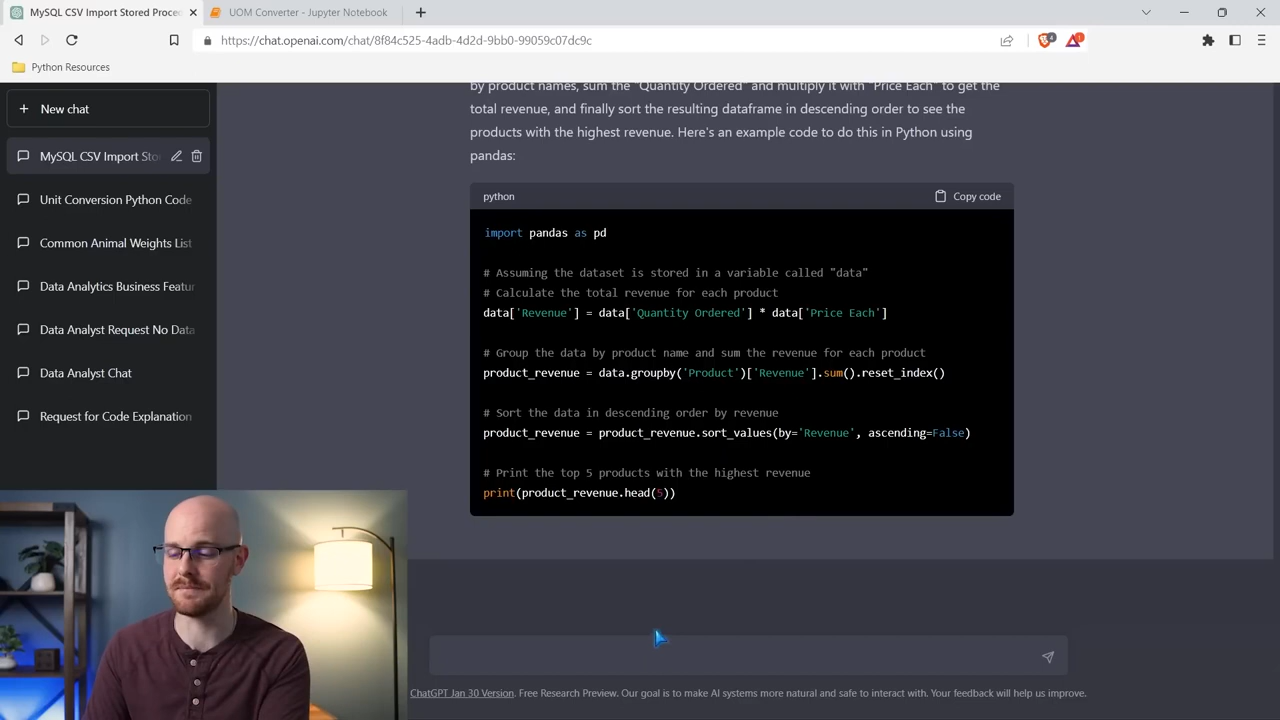 MySQL CSV Import Stored Proced
UOM Converter - Jupyter Notebook
https://chat.openai.com/chat/8f84c525-4adb-4d2d-9bb0-99059c07dc9c
4
1
Python Resources
New chat
MySQL CSV Import Sto
Unit Conversion Python Code
Common Animal Weights List
Data Analytics Business Featur
Data Analyst Request No Data
Data Analyst Chat
Request for Code Explanation
by product names, sum the "Quantity Ordered" and multiply it with "Price Each" to get the
total revenue, and finally sort the resulting dataframe in descending order to see the
products with the highest revenue. Here's an example code to do this in Python using
pandas:
python
Copy code
import pandas as pd
# Assuming the dataset is stored in a variable called "data"
# Calculate the total revenue for each product
data['Revenue'] = data['Quantity Ordered'] * data['Price Each']
# Group the data by product name and sum the revenue for each product
product_revenue = data.groupby('Product')['Revenue'].sum().reset_index()
# Sort the data in descending order by revenue
product_revenue = product_revenue.sort_values(by='Revenue', ascending=False)
# Print the top 5 products with the highest revenue
print(product_revenue.head(5))
ChatGPT Jan 30 Version. Free Research Preview. Our goal is to make AI systems more natural and safe to interact with. Your feedback will help us improve.